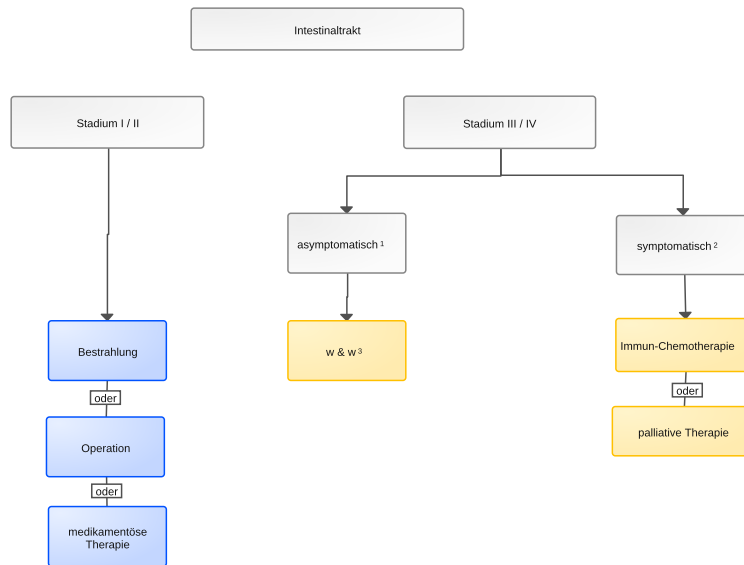 Intestinaltrakt
Stadium I / II
Stadium III / IV
asymptomatisch 1
symptomatisch 2
Bestrahlung
w & w 3
Immun-Chemotherapie
oder
oder
palliative Therapie
Operation
oder
medikamentöse
Therapie